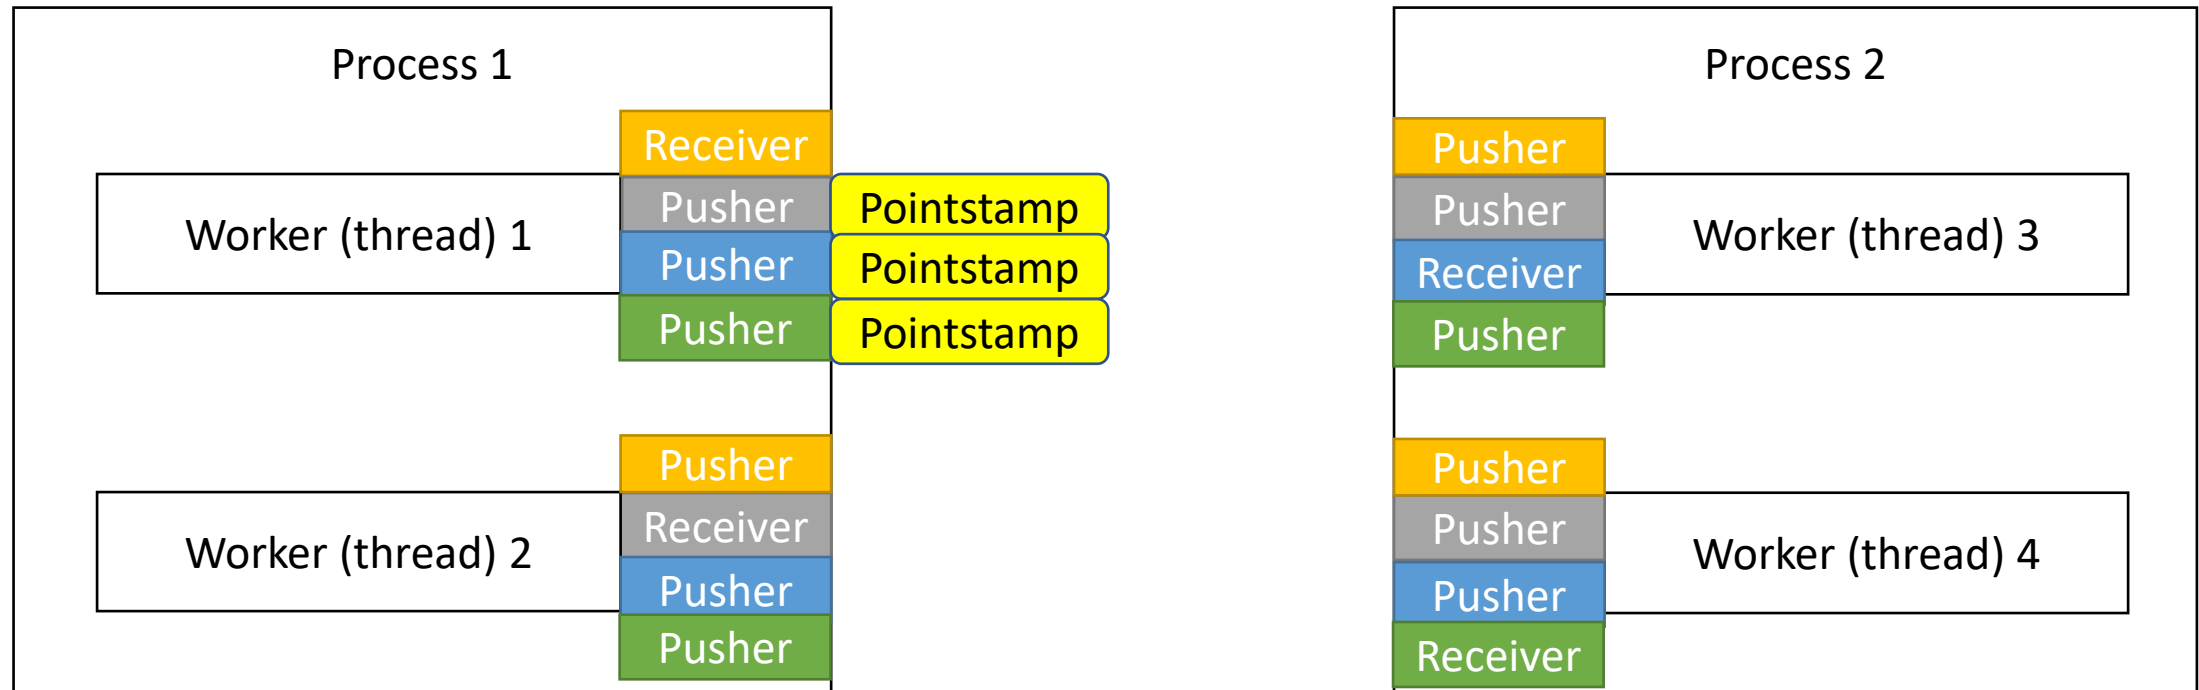 Process 1
Receiver
Worker (thread) 1
Pusher
Pointstamp
Pusher
Pointstamp
Pusher
Pointstamp
Pusher
Worker (thread) 2
Receiver
Pusher
Pusher
Process 2
Pusher
Pusher
Worker (thread) 3
Receiver
Pusher
Pusher
Pusher
Worker (thread) 4
Pusher
Receiver